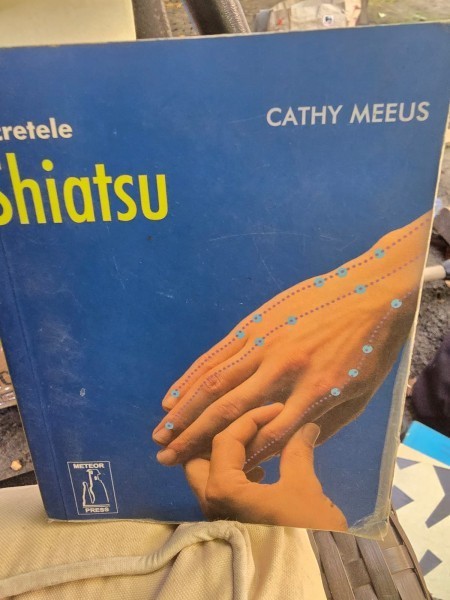 CATHY MEEUS
cretele
Shiatsu
METEOR
PRESS